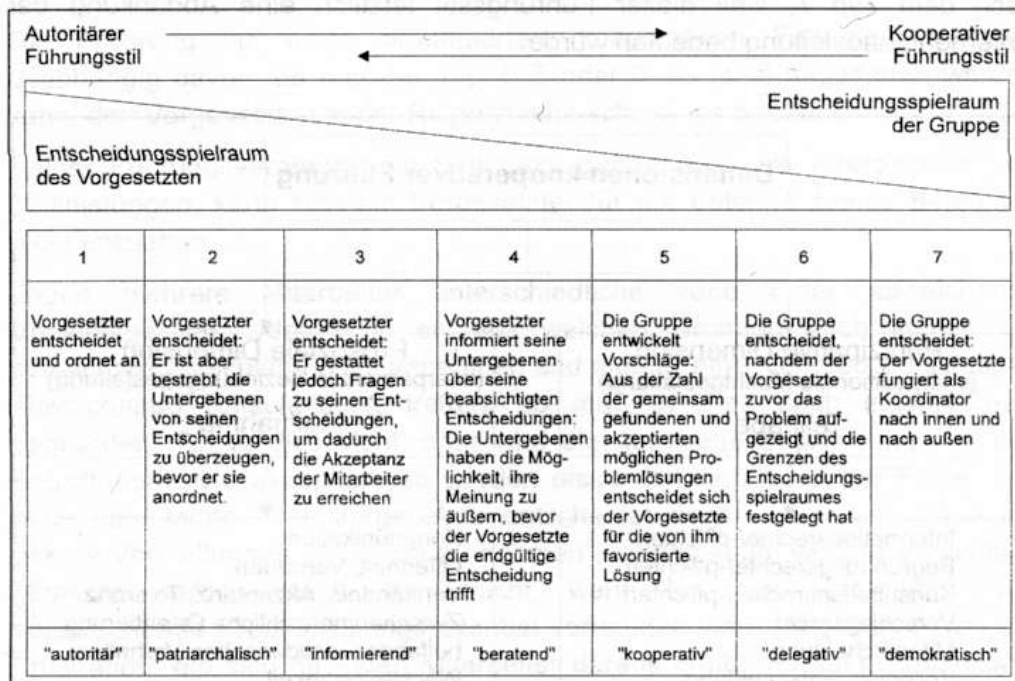 Autoritärer
Führungsstil
Kooperativer
Führungsstil
Entscheidungsspielraum
der Gruppe
Entscheidungsspielraum
des Vorgesetzten
1
2
3
4
5
6
7
Vorgesetzter
entscheidet
und ordnet an
Vorgesetzter
enscheidet:
Er ist aber
bestrebt, die
Untergebenen
von seinen
Entscheidungen
zu überzeugen,
bevor er sie
anordnet.
Vorgesetzter
entscheidet:
Er gestattet
jedoch Fragen
zu seinen Ent-
scheidungen,
um dadurch
die Akzeptanz
der Mitarbeiter
zu erreichen
Vorgesetzter
informiert seine
Untergebenen
über seine
beabsichtigten
Entscheidungen:
Die Untergebenen
haben die Mög-
lichkeit, ihre
Meinung zu
äußern, bevor
der Vorgesetzte
die endgültige
Entscheidung
trifft
Die Gruppe
entwickelt
Vorschläge:
Aus der Zahl
der gemeinsam
gefundenen und
akzeptierten
möglichen Pro-
blemlösungen
entscheidet sich
der Vorgesetzte
für die von ihm
favorisierte
Lösung
Die Gruppe
entscheidet,
nachdem der
Vorgesetzte
zuvor das
Problem auf-
gezeigt und die
Grenzen des
Entscheidungs-
spielraumes
festgelegt hat
Die Gruppe
entscheidet:
Der Vorgesetzte
fungiert als
Koordinator
nach innen und
nach außen
"autoritär"
"patriarchalisch"
"informierend"
"beratend"
"kooperativ"
"delegativ"
"demokratisch"